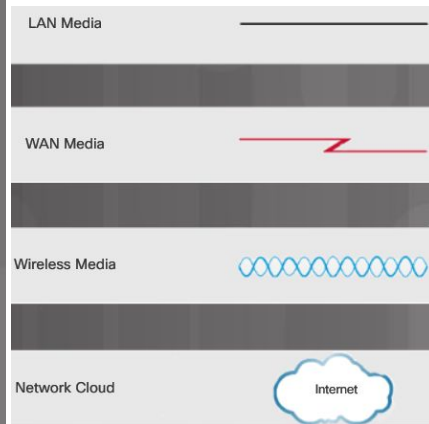 LAN Media
WAN Media
Wireless Media
Network Cloud
Internet